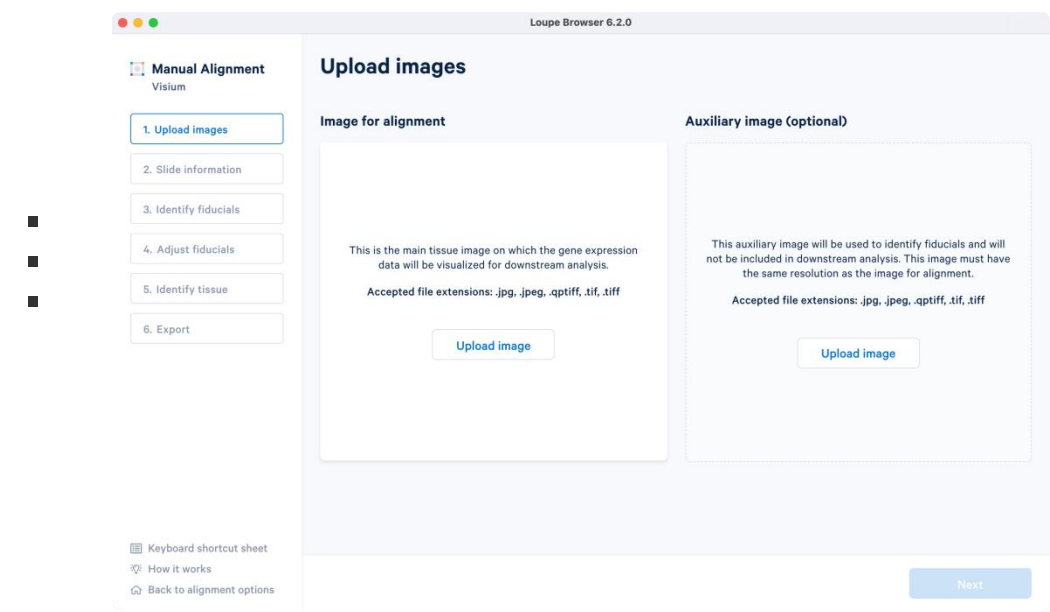 Loupe Browser 6.2.0
Manual Alignment
Visium
1. Upload images
2. Slide information
3. Identify fiducials
4. Adjust fiducials
5. Identify tissue
6. Export
Keyboard shortcut sheet
How it works
Back to alignment options
Upload images
Image for alignment
This is the main tissue image on which the gene expression
data will be visualized for downstream analysis.
Accepted file extensions: .jpg, .jpeg, .qptiff, .tif, .tiff
Upload image
Auxiliary image (optional)
This auxiliary image will be used to identify fiducials and will
not be included in downstream analysis. This image must have
the same resolution as the image for alignment.
Accepted file extensions: .jpg, .jpeg, .qptiff, .tif, .tiff
Upload image
Next